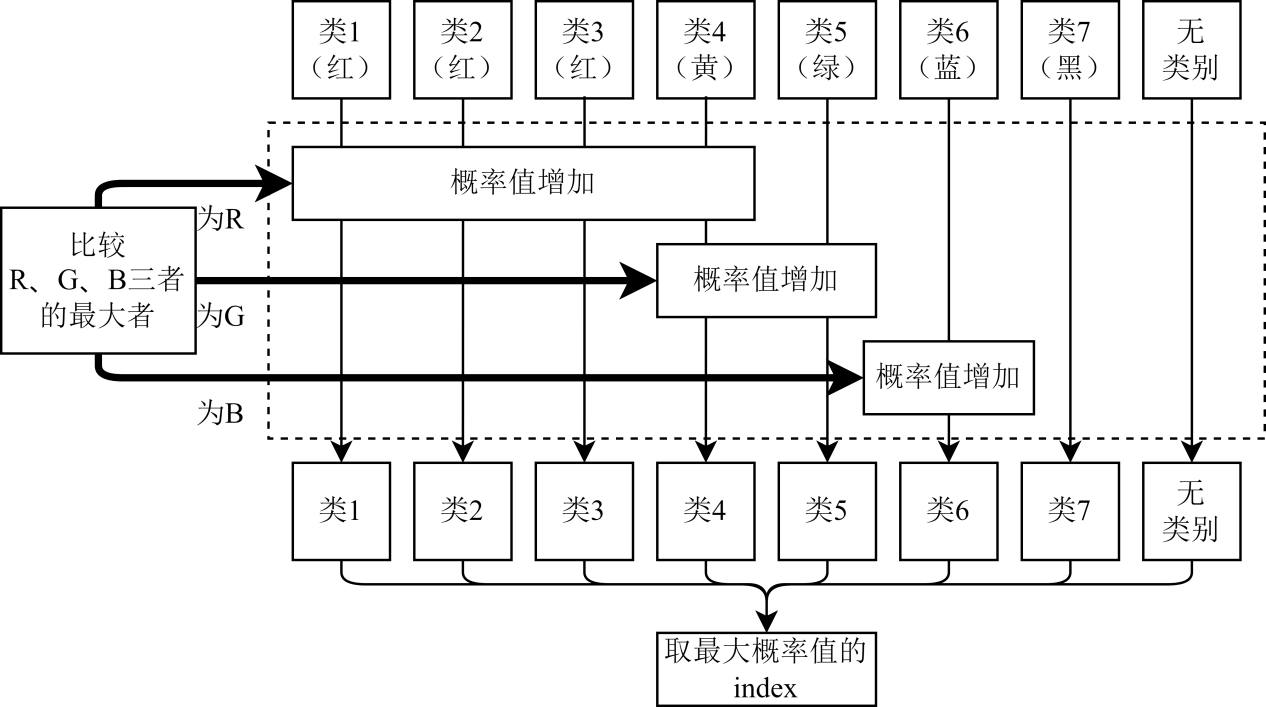 类1
（红）
类2
（红）
类3
（红）
类4
（黄）
类5
（绿）
类6
（蓝）
类7
（黑）
无
类别
概率值增加
为R
比较
R、G、B三者
的最大者
概率值增加
为G
概率值增加
为B
类1
类2
类3
类4
类5
类6
类7
无
类别
取最大概率值的
index